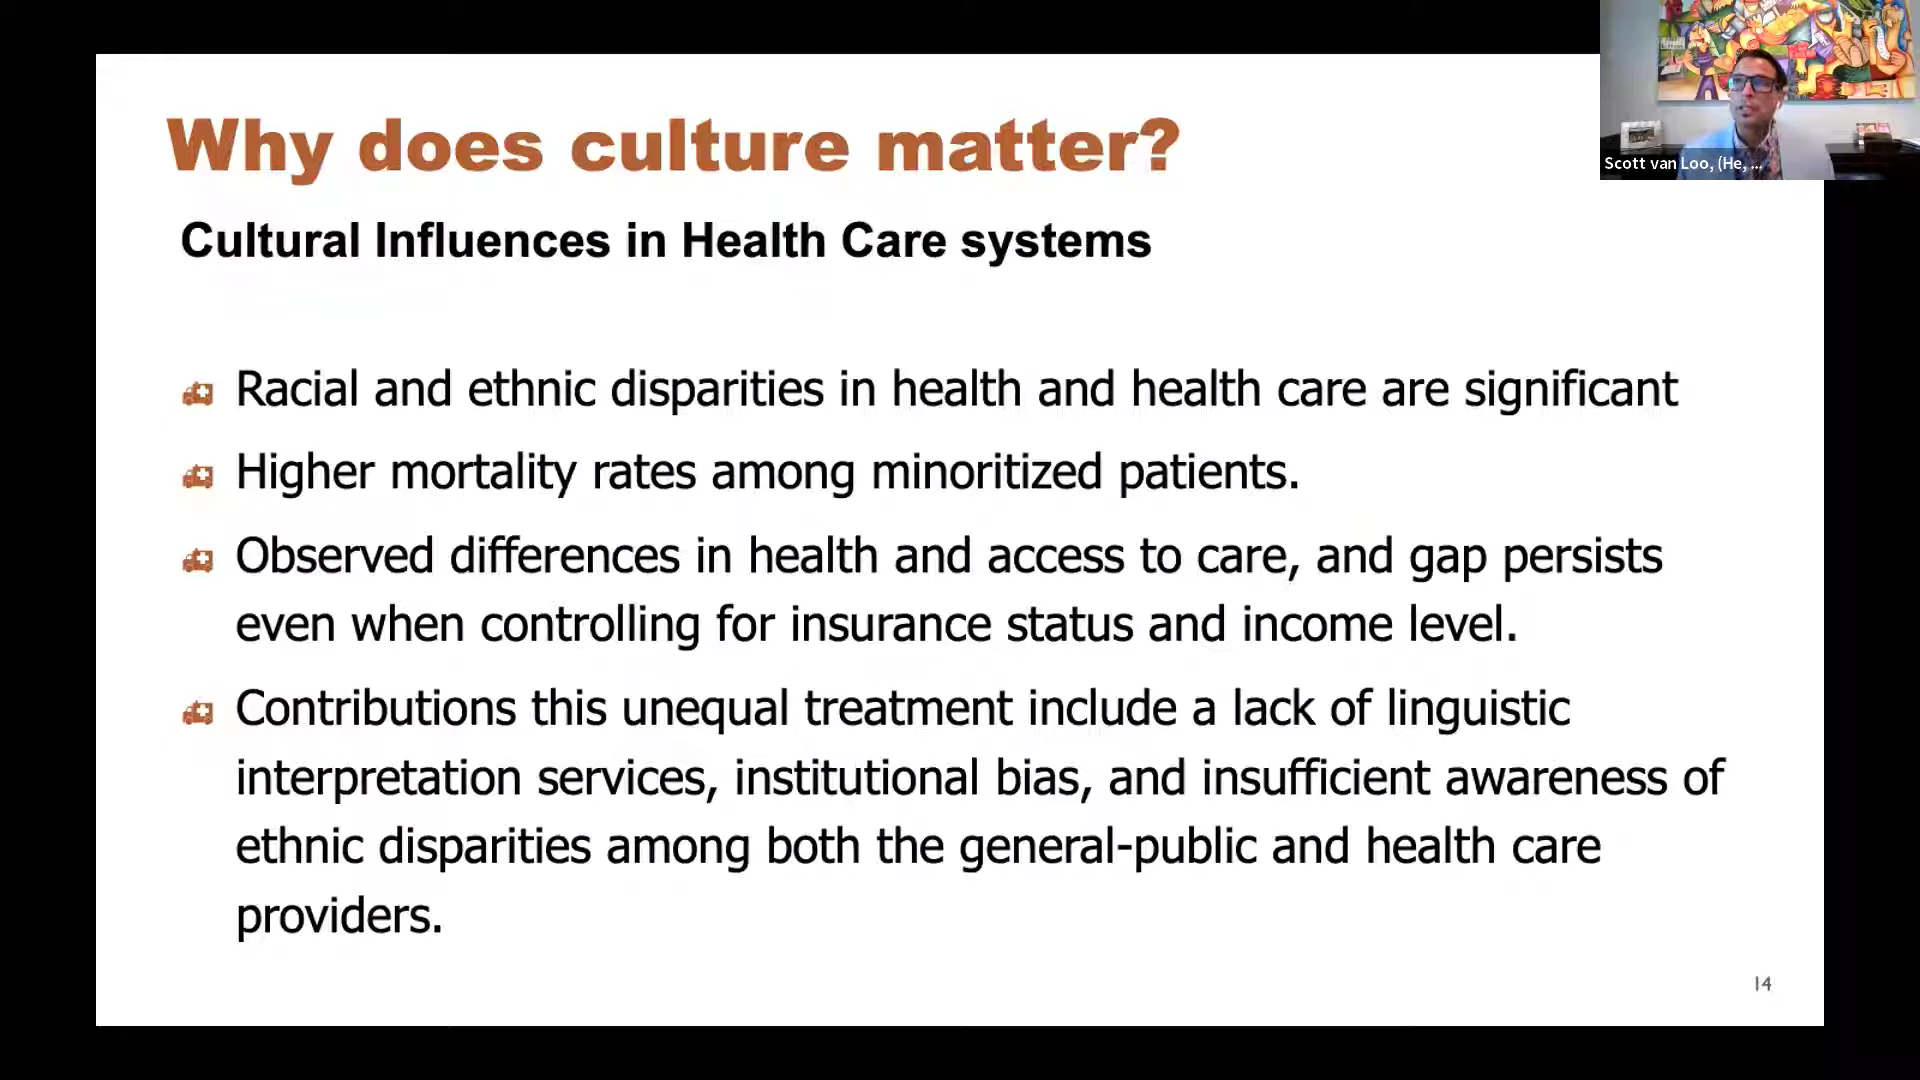 Why does culture matter?
Cultural Influences in Health Care systems
Racial and ethnic disparities in health and health care are significant
Higher mortality rates among minoritized patients.
Observed differences in health and access to care, and gap persists
even when controlling for insurance status and income level.
Contributions this unequal treatment include a lack of linguistic
interpretation services, institutional bias, and insufficient awareness of
ethnic disparities among both the general-public and health care
providers.
14
Scott van Loo, (He, ...